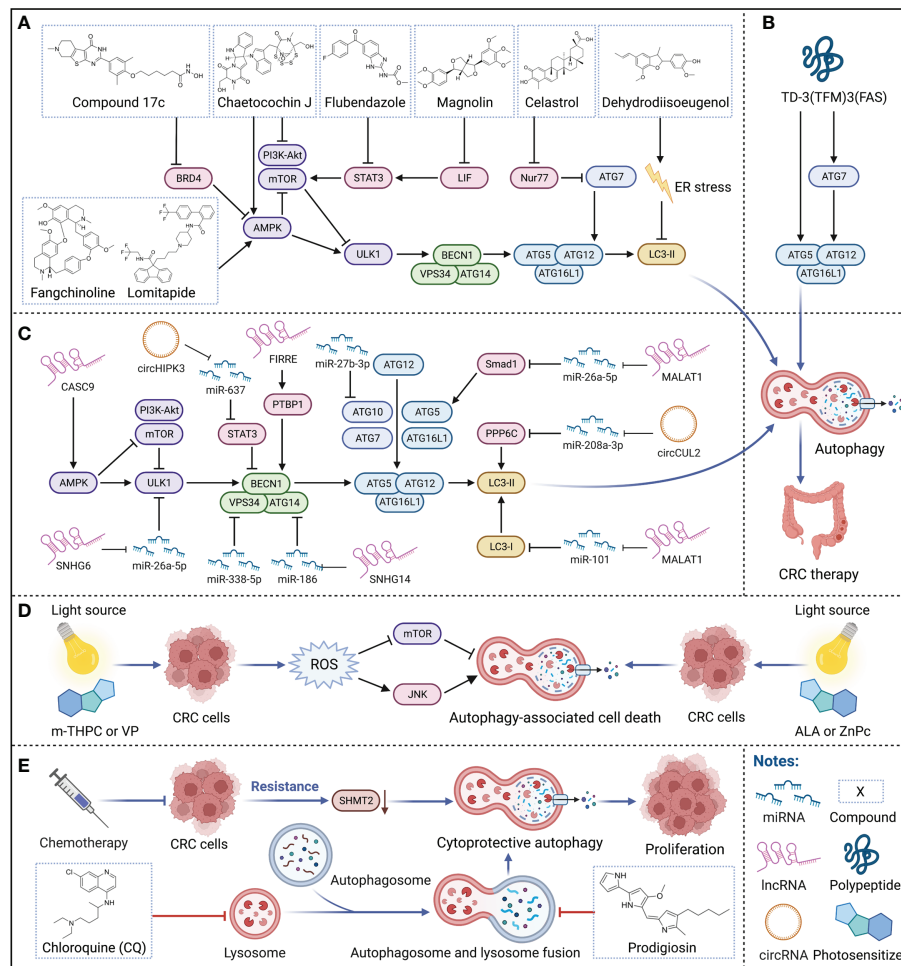 A
Compound 17c
Chaetocochin J
Flubendazole
Magnolin
Celastrol
Dehydrodiisoeugenol
PI3K-Akt
mTOR
BRD4
STAT3
LIF
Nur77
ATG7
ER stress
AMPK
ULK1
BECN1
VPS34
ATG14
ATG5
ATG12
ATG16L1
LC3-II
Fangchinoline
Lomitapide
B
TD-3(TFM)3(FAS)
ATG7
ATG5
ATG12
ATG16L1
Autophagy
CRC therapy
C
CASC9
circHIPK3
miR-637
FIRRE
miR-27b-3p
ATG12
Smad1
miR-26a-5p
MALAT1
PI3K-Akt
mTOR
STAT3
PTBP1
ATG10
ATG7
ATG5
ATG16L1
PPP6C
miR-208a-3p
circCUL2
AMPK
ULK1
BECN1
VPS34
ATG14
ATG5
ATG12
ATG16L1
LC3-II
LC3-I
miR-101
MALAT1
SNHG6
miR-26a-5p
miR-338-5p
miR-186
SNHG14
D
Light source
m-THPC or VP
CRC cells
ROS
mTOR
JNK
Autophagy-associated cell death
CRC cells
Light source
ALA or ZnPc
E
Chemotherapy
CRC cells
Resistance
SHMT2
Cytoprotective autophagy
Proliferation
Autophagosome
Chloroquine (CQ)
Lysosome
Autophagosome and lysosome fusion
Prodigiosin
Notes:
miRNA
X
Compound
lncRNA
Polypeptide
circRNA
Photosensitize